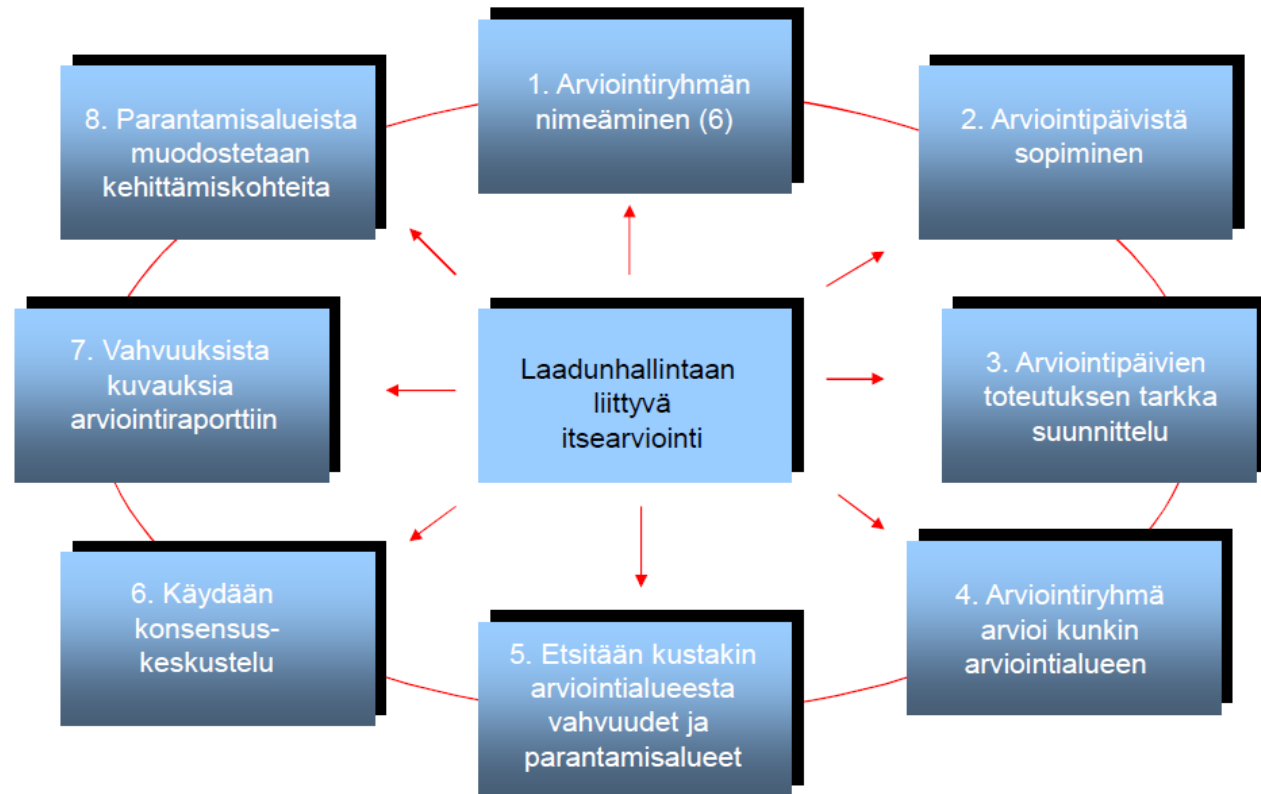 1. Arviointiryhmän
nimeäminen (6)
2. Arviointipäivistä
sopiminen
3. Arviointipäivien
toteutuksen tarkka
suunnittelu
4. Arviointiryhmä
arvioi kunkin
arviointialueen
5. Etsitään kustakin
arviointialueesta
vahvuudet ja
parantamisalueet
6. Käydään
konsensus-
keskustelu
7. Vahvuuksista
kuvauksia
arviointiraporttiin
8. Parantamisalueista
muodostetaan
kehittämiskohteita
Laadunhallintaan
liittyvä
itsearviointi